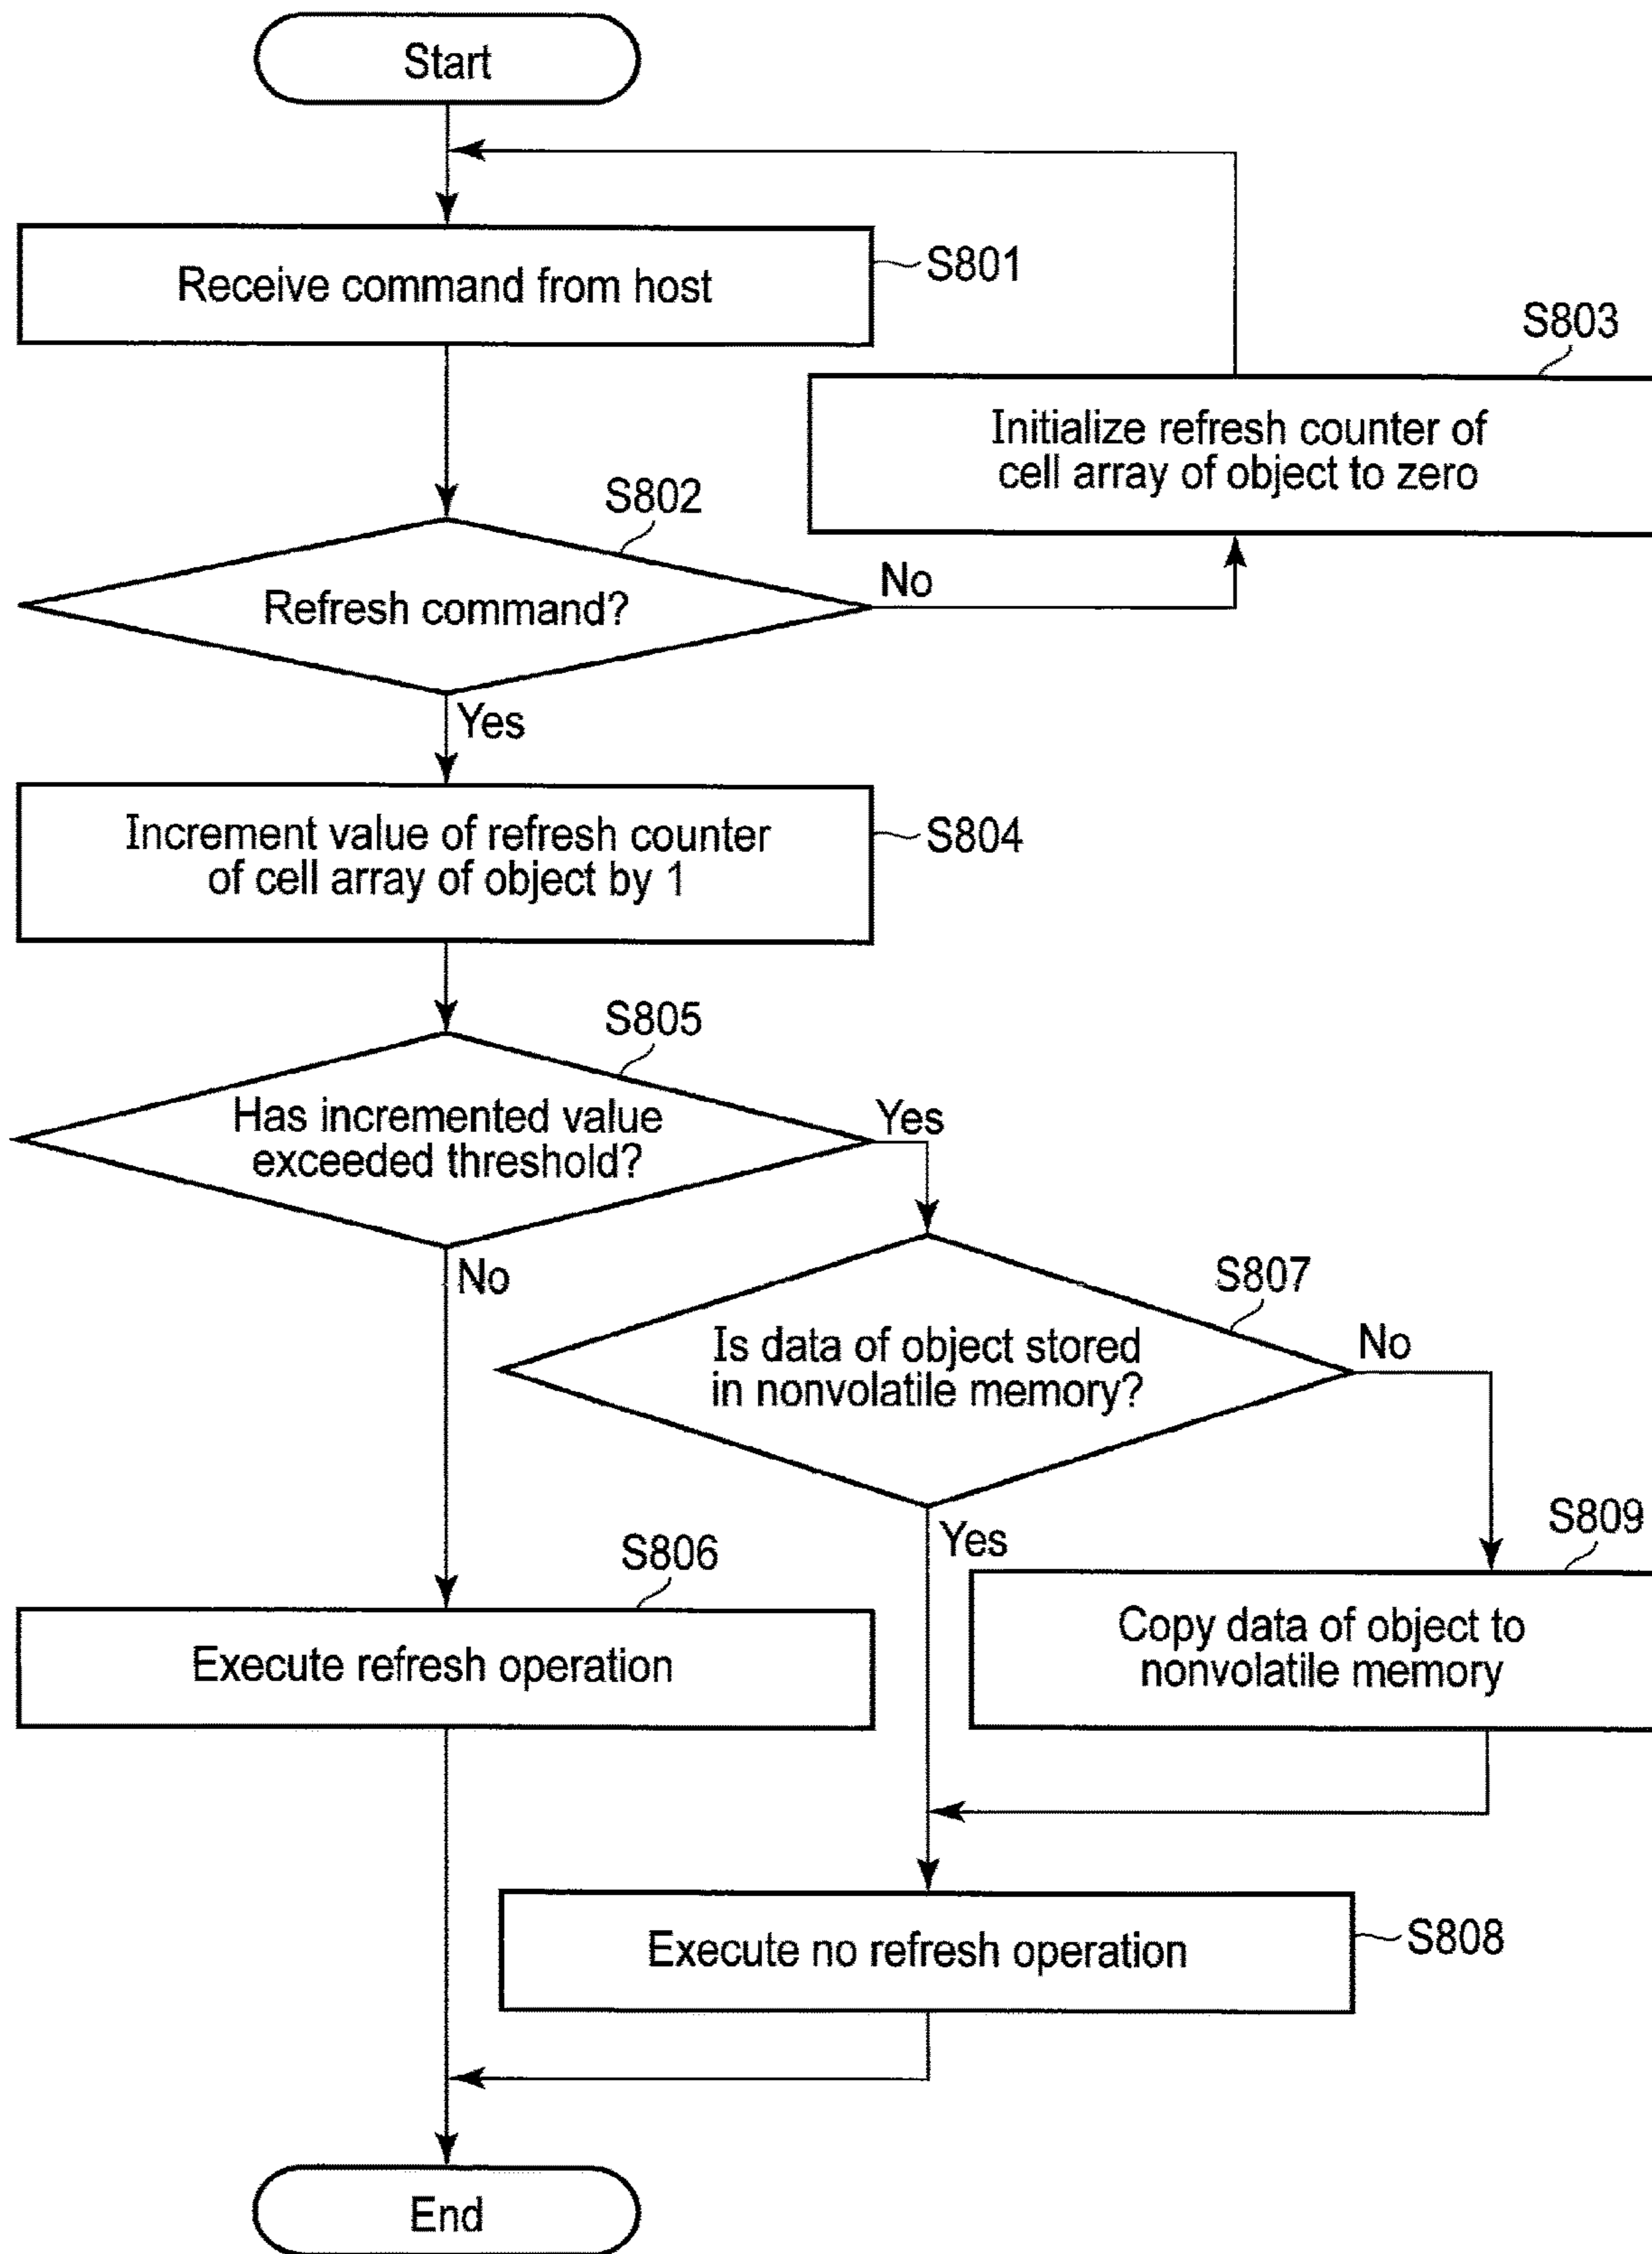 Start
Receive command from host
S801
S803
Initialize refresh counter of
cell array of object to zero
S802
Refresh command?
No
Yes
Increment value of refresh counter
of cell array of object by 1
S804
S805
Has incremented value
exceeded threshold?
Yes
No
S807
Is data of object stored
in nonvolatile memory?
No
Yes
S809
Copy data of object to
nonvolatile memory
S806
Execute refresh operation
Execute no refresh operation
S808
End